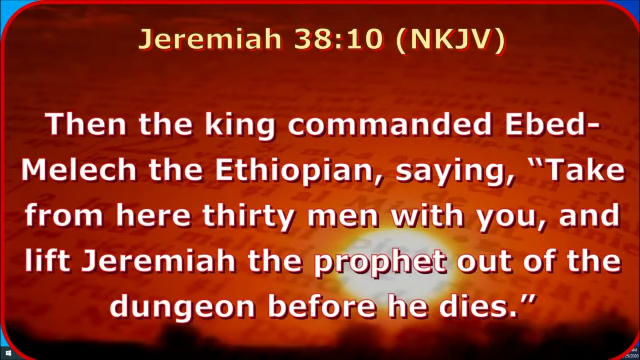 Jeremiah 38:10 (NKJV)
Then the king commanded Ebed-
Melech the Ethiopian, saying, “Take
from here thirty men with you, and
lift Jeremiah the prophet out of the
dungeon before he dies.”